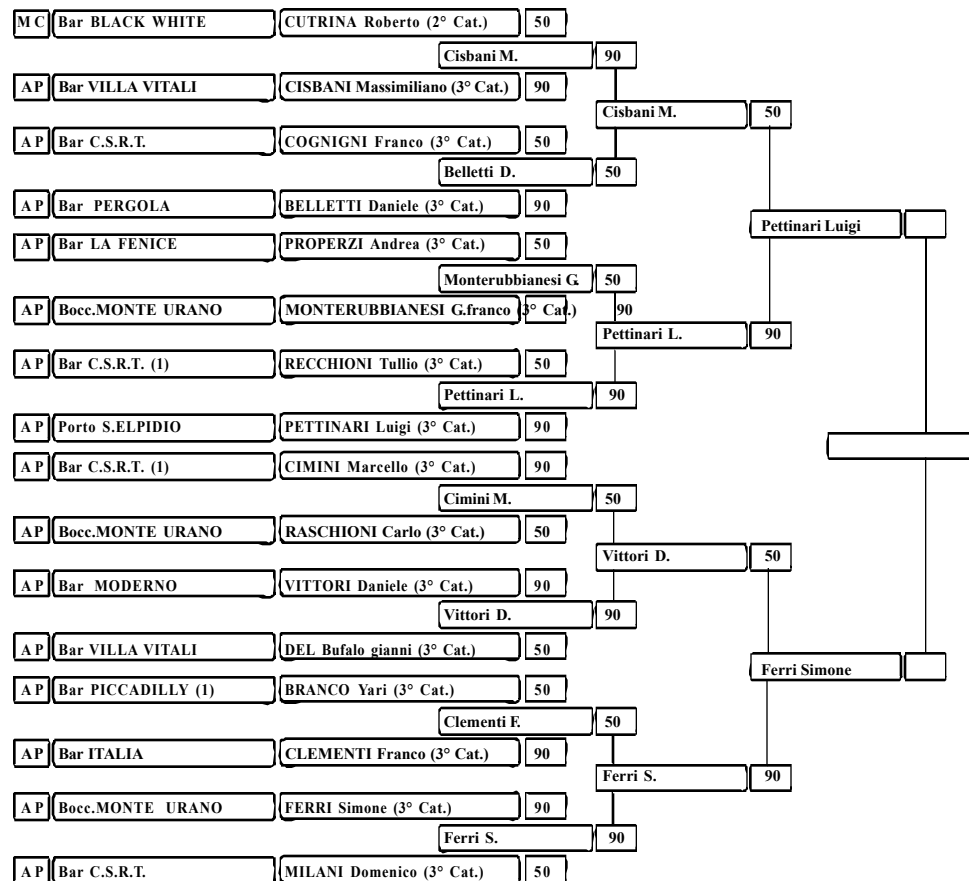 M C Bar BLACK WHITE CUTRINA Roberto (2° Cat.) 50
Cisbani M. 90
A P Bar VILLA VITALI CISBANI Massimiliano (3° Cat.) 90
Cisbani M. 50
A P Bar C.S.R.T. COGNIGNI Franco (3° Cat.) 50
Belletti D. 50
A P Bar PERGOLA BELLETTI Daniele (3° Cat.) 90
Pettinari Luigi
A P Bar LA FENICE PROPERZI Andrea (3° Cat.) 50
Monterubbianesi G. 50
A P Bocc.MONTE URANO MONTERUBBIANESI G.franco (3° Cat.) 90
Pettinari L. 90
A P Bar C.S.R.T. (1) RECCHIONI Tullio (3° Cat.) 50
Pettinari L. 90
A P Porto S.ELPIDIO PETTINARI Luigi (3° Cat.) 90
A P Bar C.S.R.T. (1) CIMINI Marcello (3° Cat.) 90
Cimini M. 50
A P Bocc.MONTE URANO RASCHIONI Carlo (3° Cat.) 50
Vittori D. 50
A P Bar MODERNO VITTORI Daniele (3° Cat.) 90
Vittori D. 90
A P Bar VILLA VITALI DEL Bufalo gianni (3° Cat.) 50
Ferri Simone
A P Bar PICCADILLY (1) BRANCO Yari (3° Cat.) 50
Clementi F. 50
A P Bar ITALIA CLEMENTI Franco (3° Cat.) 90
Ferri S. 90
A P Bocc.MONTE URANO FERRI Simone (3° Cat.) 90
Ferri S. 90
A P Bar C.S.R.T. MILANI Domenico (3° Cat.) 50